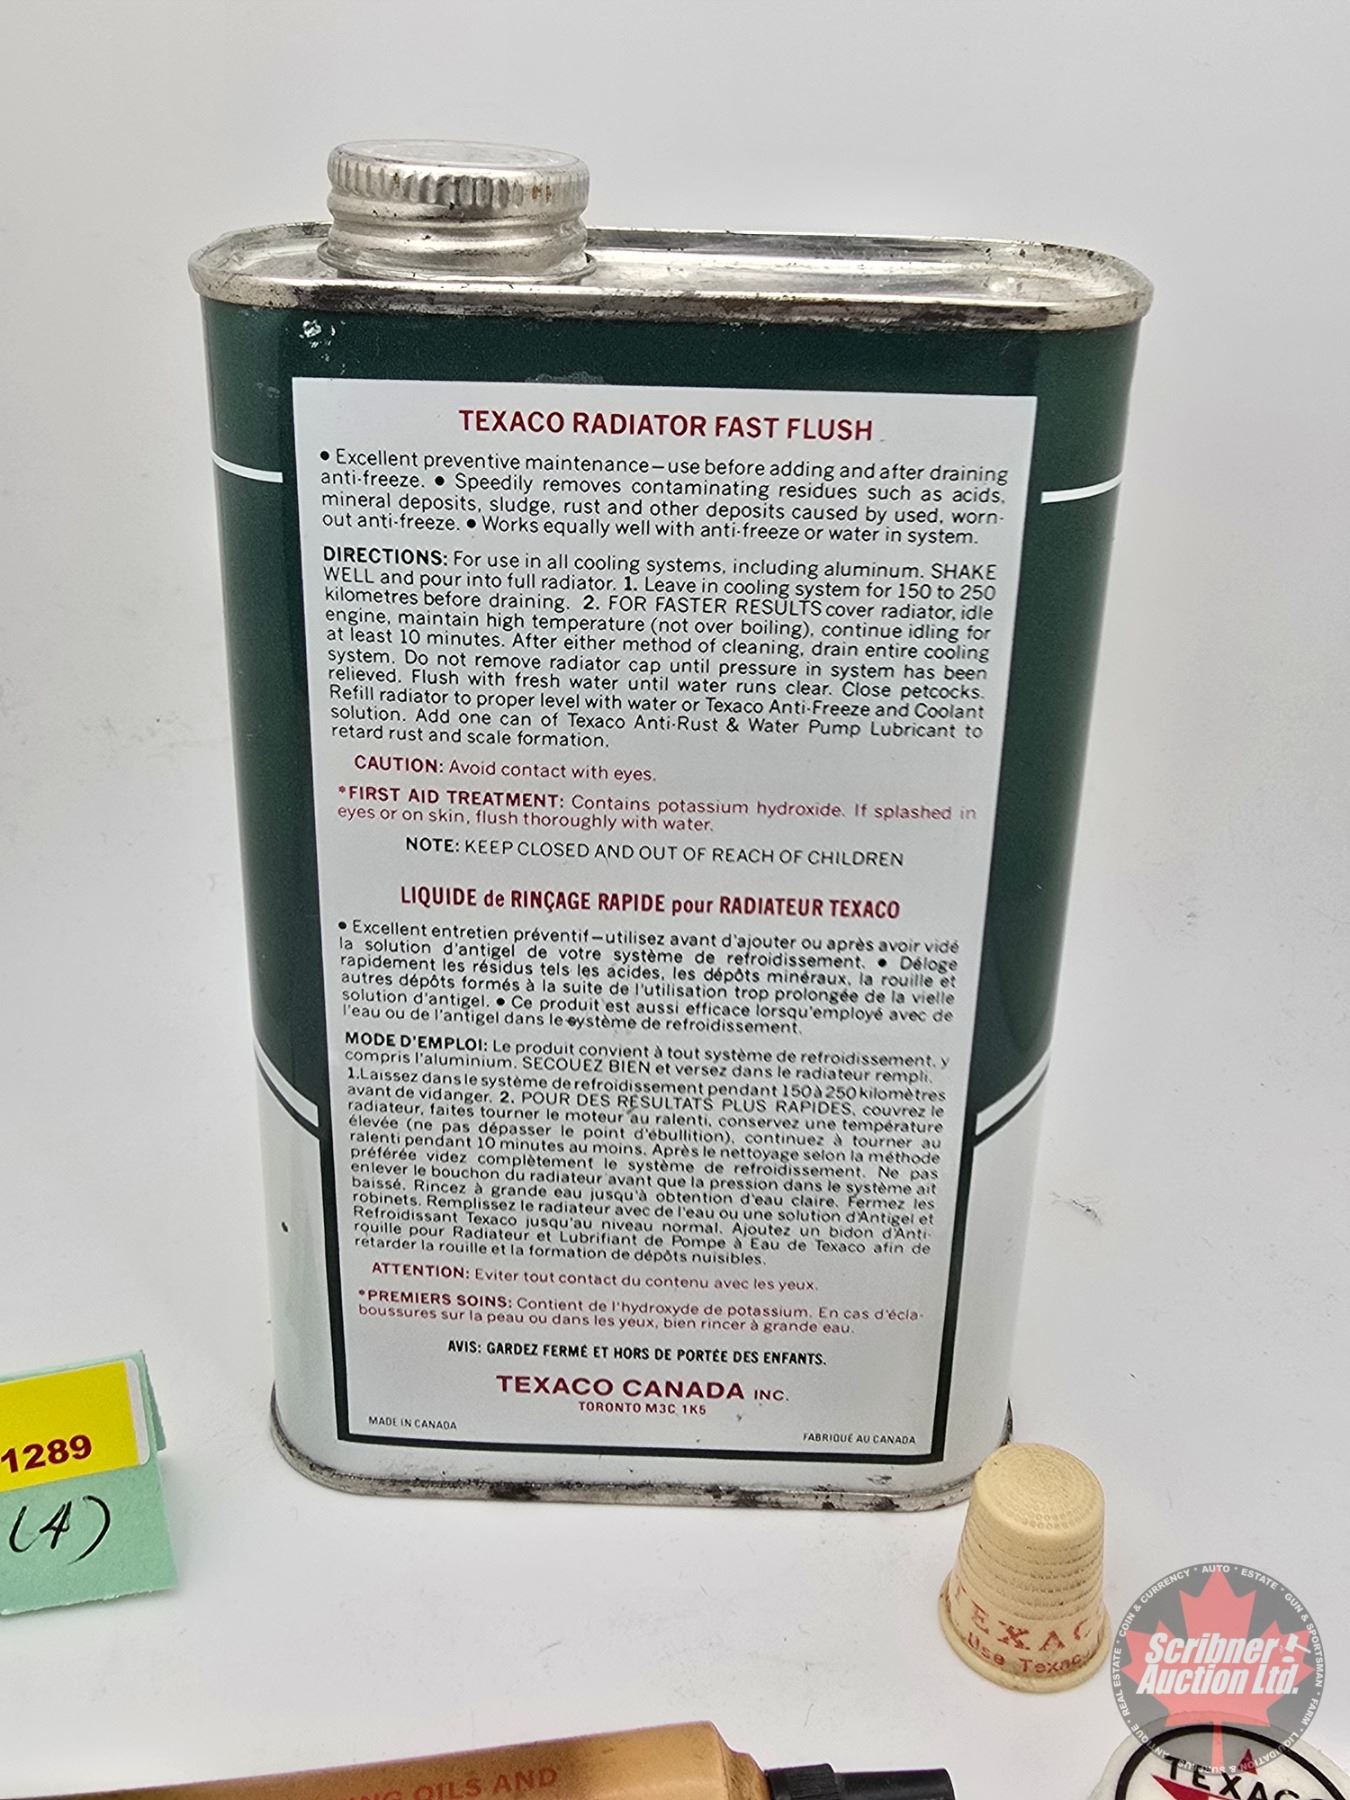 TEXACO RADIATOR FAST FLUSH
• Excellent preventive maintenance—use before adding and after draining
anti-freeze. • Speedily removes contaminating residues such as acids,
mineral deposits, sludge, rust and other deposits caused by used, worn-
out anti-freeze. • Works equally well with anti-freeze or water in system.
DIRECTIONS: For use in all cooling systems, including aluminum. SHAKE
WELL and pour into full radiator. 1. Leave in cooling system for 150 to 250
kilometres before draining. 2. FOR FASTER RESULTS cover radiator, idle
engine, maintain high temperature (not over boiling), continue idling for
at least 10 minutes. After either method of cleaning, drain entire cooling
system. Do not remove radiator cap until pressure in system has been
relieved. Flush with fresh water until water runs clear. Close petcocks.
Refill radiator to proper level with water or Texaco Anti-Freeze and Coolant
solution. Add one can of Texaco Anti-Rust & Water Pump Lubricant to
retard rust and scale formation.
CAUTION: Avoid contact with eyes.
*FIRST AID TREATMENT: Contains potassium hydroxide. If splashed in
eyes or on skin, flush thoroughly with water.
NOTE: KEEP CLOSED AND OUT OF REACH OF CHILDREN
LIQUIDE de RINÇAGE RAPIDE pour RADIATEUR TEXACO
• Excellent entretien préventif—utilisez avant d'ajouter ou après avoir vidé
la solution d'antigel de votre système de refroidissement. • Déloge
rapidement les résidus tels les acides, les dépôts minéraux, la rouille et
autres dépôts formés à la suite de l'utilisation trop prolongée de la vielle
solution d'antigel. • Ce produit est aussi efficace lorsqu'employé avec de
l'eau ou de l'antigel dans le système de refroidissement.
MODE D'EMPLOI: Le produit convient à tout système de refroidissement, y
compris l'aluminium. SECOUEZ BIEN et versez dans le radiateur rempli.
1.Laissez dans le système de refroidissement pendant 150 à 250 kilomètres
avant de vidanger. 2. POUR DES RÉSULTATS PLUS RAPIDES, couvrez le
radiateur, faites tourner le moteur au ralenti, conservez une température
élevée (ne pas dépasser le point d'ébullition), continuez à tourner au
ralenti pendant 10 minutes au moins. Après le nettoyage selon la méthode
préférée videz complètement le système de refroidissement. Ne pas
enlever le bouchon du radiateur avant que la pression dans le système ait
baissé. Rincez à grande eau jusqu'à obtention d'eau claire. Fermez les
robinets. Remplissez le radiateur avec de l'eau ou une solution d'Antigel et
Refroidissant Texaco jusqu'au niveau normal. Ajoutez un bidon d'Anti-
rouille pour Radiateur et Lubrifiant de Pompe à Eau de Texaco afin de
retarder la rouille et la formation de dépôts nuisibles.
ATTENTION: Eviter tout contact du contenu avec les yeux.
*PREMIERS SOINS: Contient de l'hydroxyde de potassium. En cas d'écla-
boussures sur la peau ou dans les yeux, bien rincer à grande eau.
AVIS: GARDEZ FERMÉ ET HORS DE PORTÉE DES ENFANTS.
TEXACO CANADA INC.
TORONTO M3C 1K5
MADE IN CANADA
FABRIQUÉ AU CANADA
1289
(4)
TEXAC
Use Texac
OILS AND
TEXACO
Scribner
Auction Ltd.
COIN & CURRENCY • AUTO • ESTATE • GUN & SPORTSMAN • FARM • LIQUIDATION & SURPLUS • ANTIQUE • REAL ESTATE